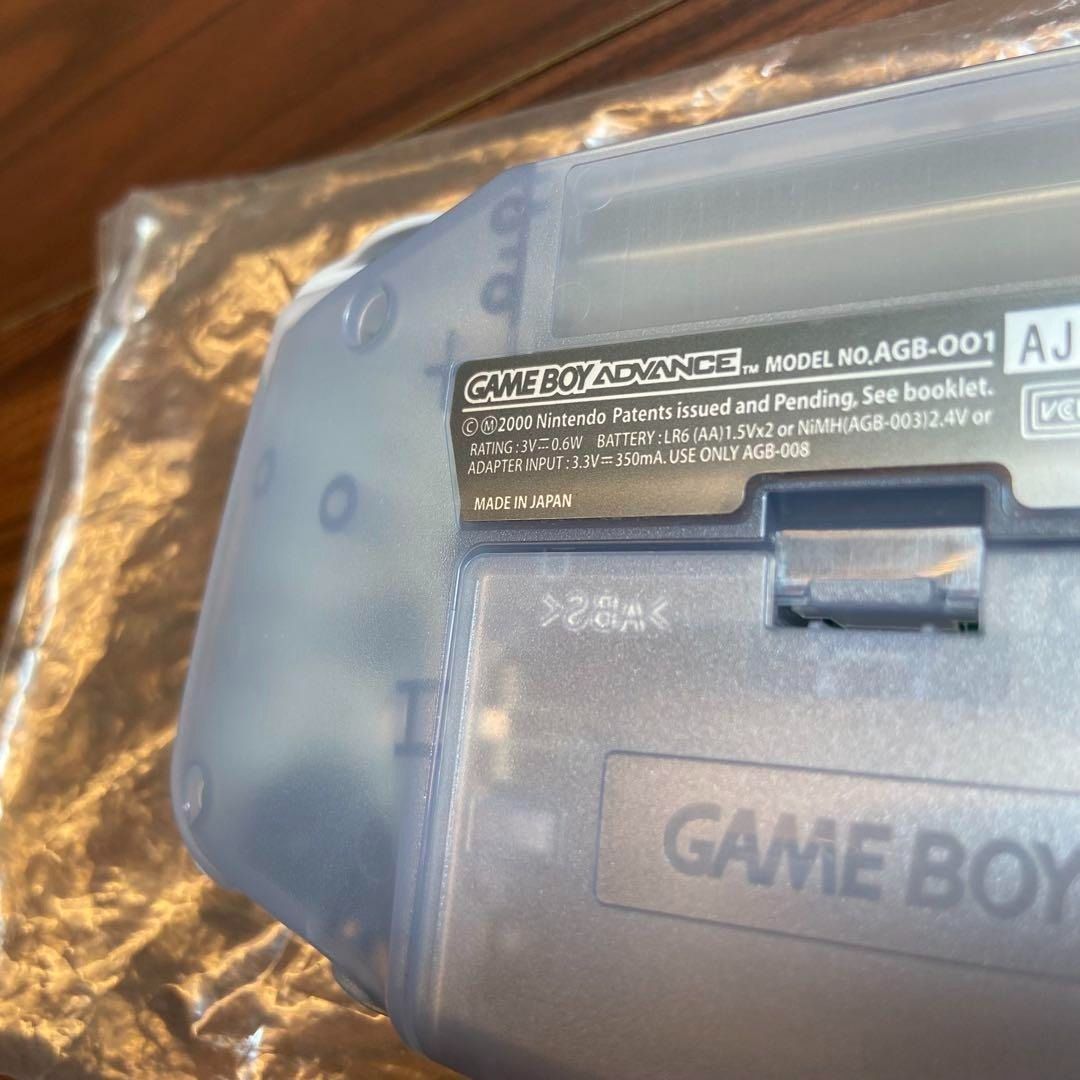 GAME BOY ADVANCE™ MODEL NO.AGB-001 AJ
©Ⓜ2000 Nintendo Patents issued and Pending, See booklet.
RATING : 3V⎓0.6W BATTERY : LR6 (AA)1.5Vx2 or NiMH(AGB-003)2.4V or
ADAPTER INPUT : 3.3V⎓350mA. USE ONLY AGB-008
MADE IN JAPAN
>ABS<
GAME BOY